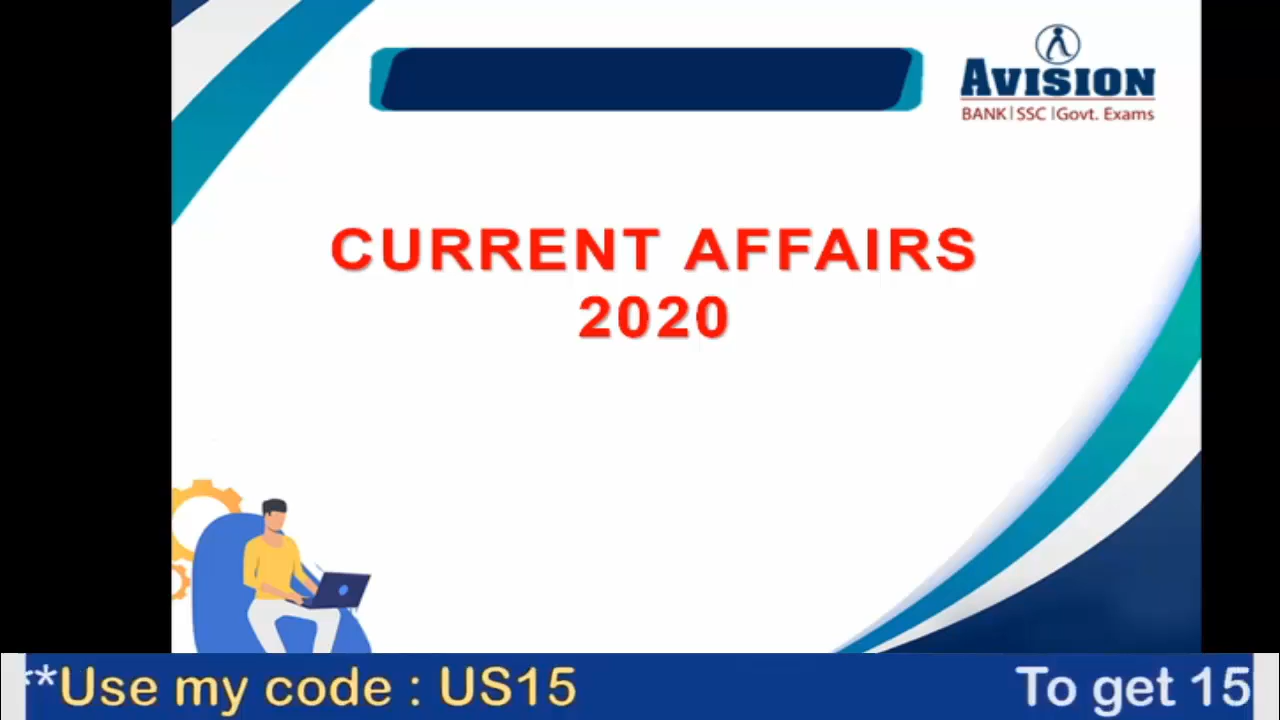 AVISION
BANK|SSC|Govt. Exams
CURRENT AFFAIRS
2020
**Use my code : US15 To get 15